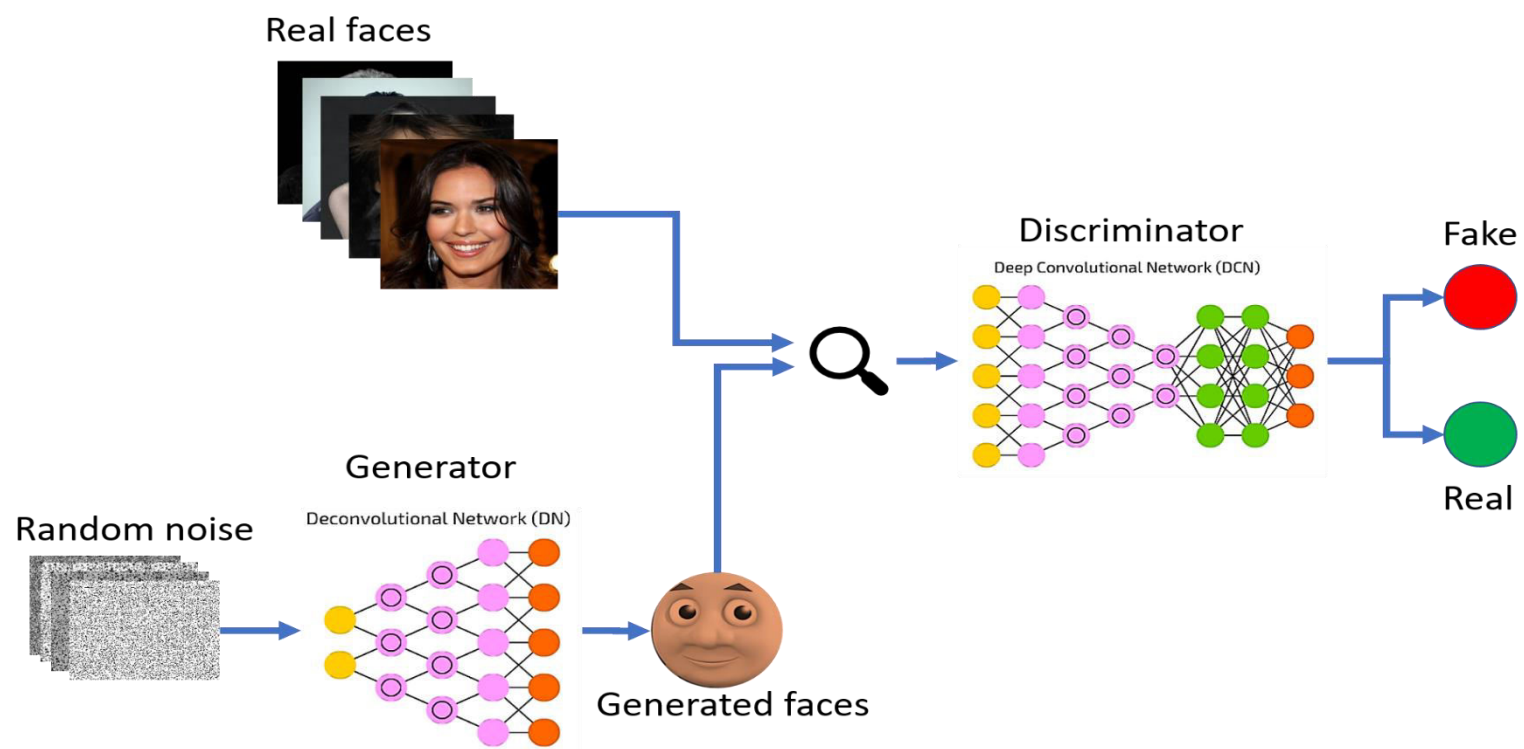 Real faces
Discriminator
Deep Convolutional Network (DCN)
Fake
Real
Generator
Deconvolutional Network (DN)
Random noise
Generated faces